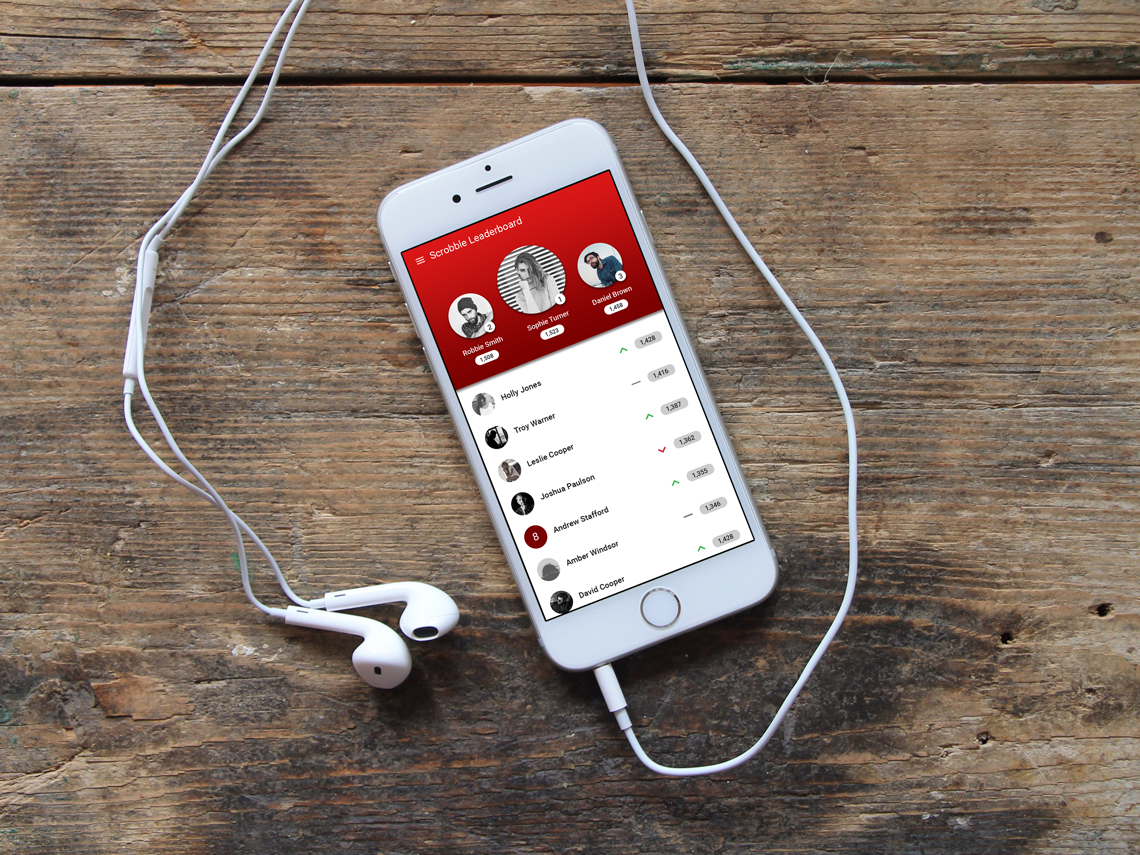 Scrobble Leaderboard
1
Sophie Turner
1,523
2
Robbie Smith
1,508
3
Daniel Brown
1,458
Holly Jones 1,428
Troy Warner 1,416
Leslie Cooper 1,387
Joshua Paulson 1,362
8 Andrew Stafford 1,355
Amber Windsor 1,346
David Cooper 1,428